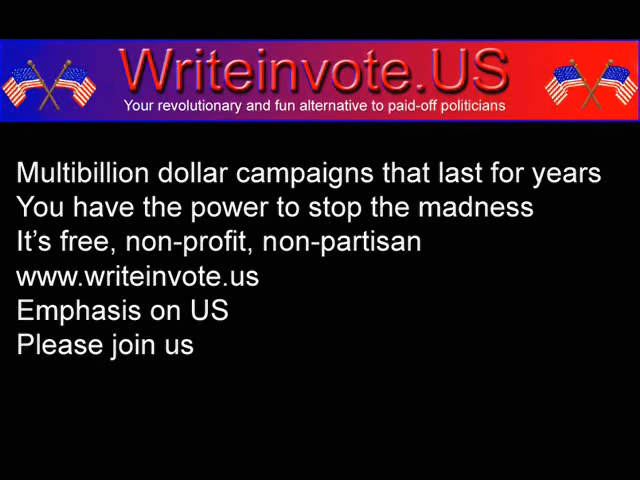 Writeinvote.US
Your revolutionary and fun alternative to paid-off politicians
Multibillion dollar campaigns that last for years
You have the power to stop the madness
It's free, non-profit, non-partisan
www.writeinvote.us
Emphasis on US
Please join us